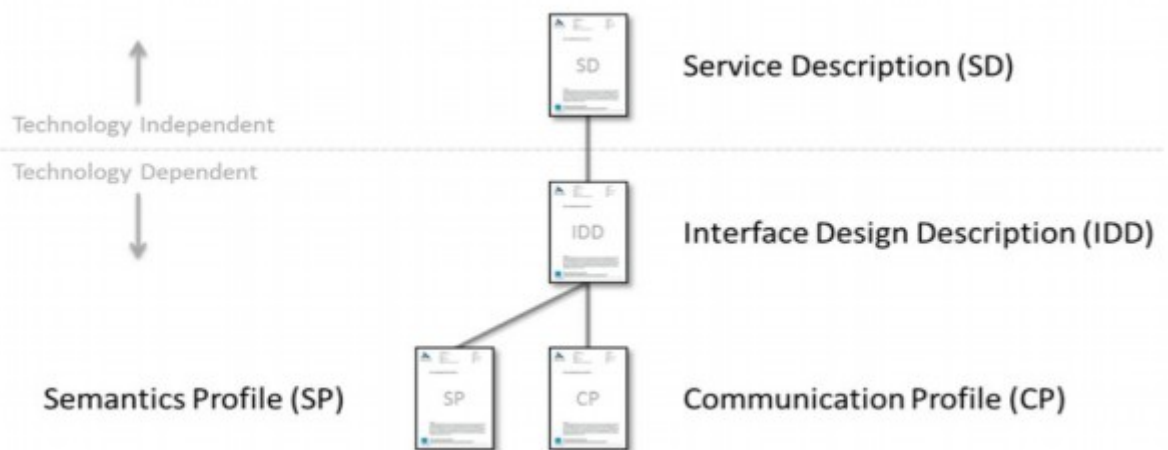 SD
Service Description (SD)
Technology Independent
Technology Dependent
IDD
Interface Design Description (IDD)
Semantics Profile (SP)
SP
CP
Communication Profile (CP)